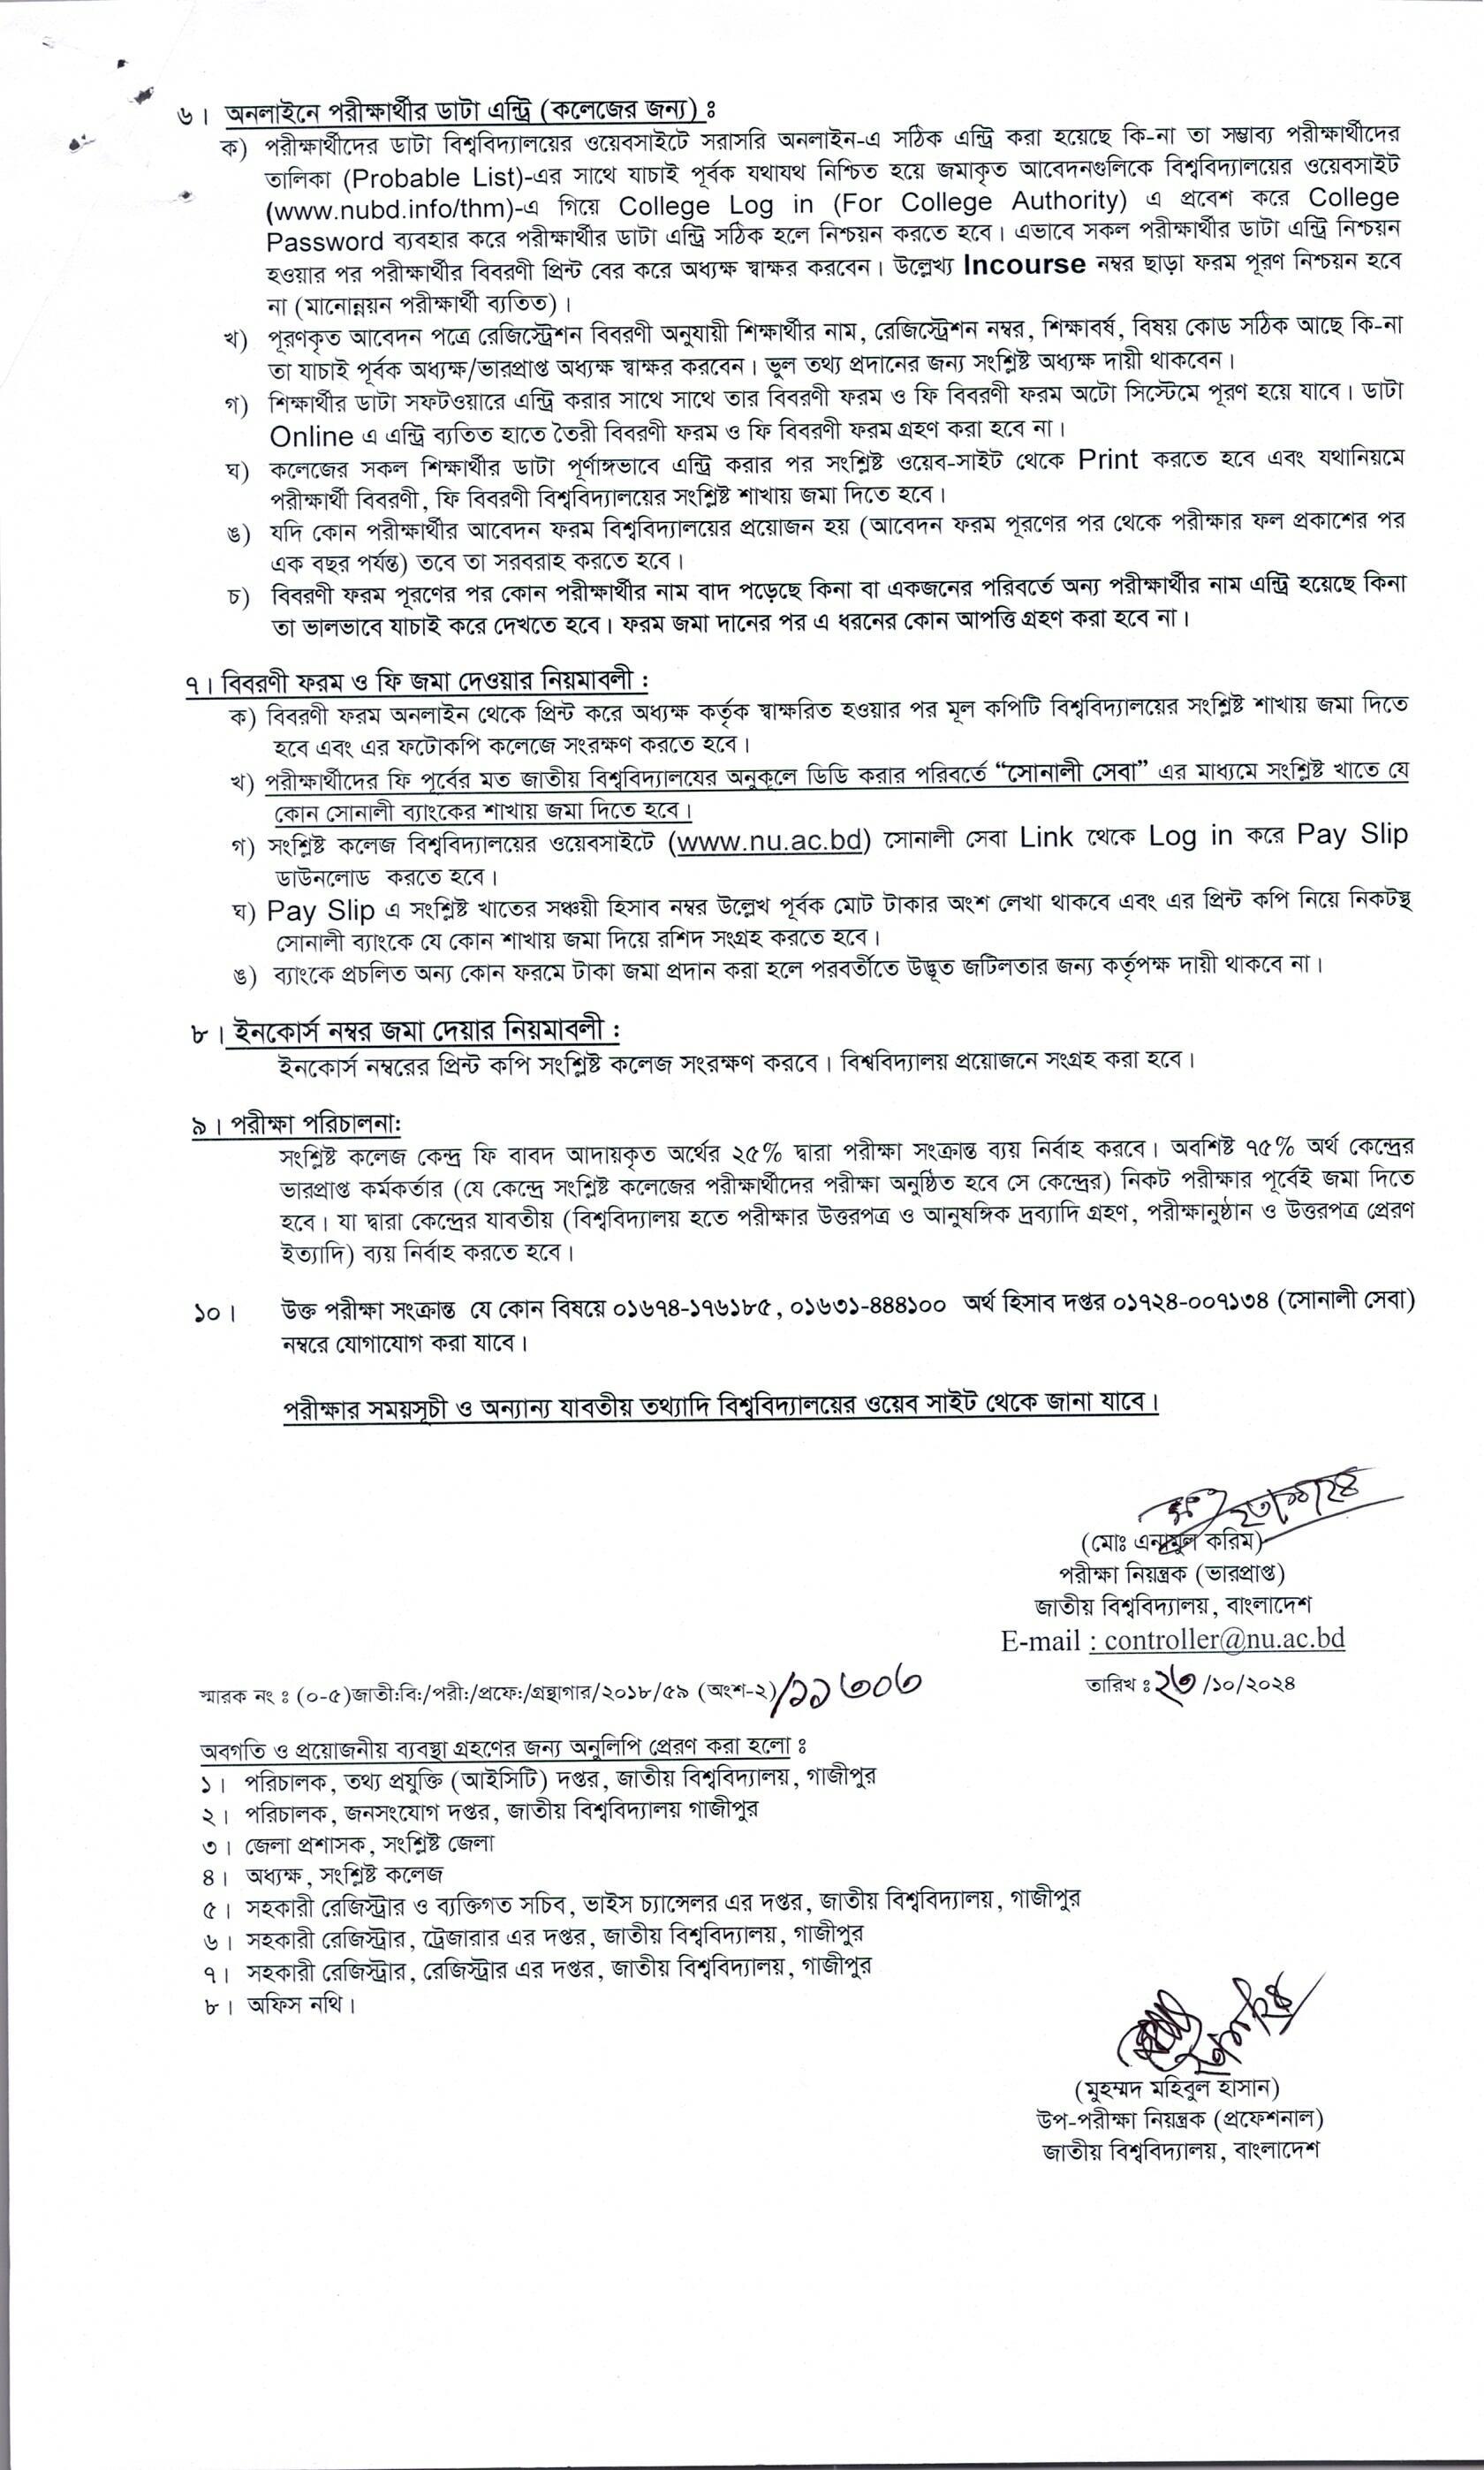 ৬। অনলাইনে পরীক্ষার্থীর ডাটা এন্ট্রি (কলেজের জন্য) ঃ
ক) পরীক্ষার্থীদের ডাটা বিশ্ববিদ্যালয়ের ওয়েবসাইটে সরাসরি অনলাইন-এ সঠিক এন্ট্রি করা হয়েছে কি-না তা সম্ভাব্য পরীক্ষার্থীদের
তালিকা (Probable List)-এর সাথে যাচাই পূর্বক যথাযথ নিশ্চিত হয়ে জমাকৃত আবেদনগুলিকে বিশ্ববিদ্যালয়ের ওয়েবসাইট
(www.nubd.info/thm)-এ গিয়ে College Log in (For College Authority) এ প্রবেশ করে College
Password ব্যবহার করে পরীক্ষার্থীর ডাটা এন্ট্রি সঠিক হলে নিশ্চয়ন করতে হবে। এভাবে সকল পরীক্ষার্থীর ডাটা এন্ট্রি নিশ্চয়ন
হওয়ার পর পরীক্ষার্থীর বিবরণী প্রিন্ট বের করে অধ্যক্ষ স্বাক্ষর করবেন। উল্লেখ্য Incourse নম্বর ছাড়া ফরম পূরণ নিশ্চয়ন হবে
না (মানোন্নয়ন পরীক্ষার্থী ব্যতিত)।
খ) পূরণকৃত আবেদন পত্রে রেজিস্ট্রেশন বিবরণী অনুযায়ী শিক্ষার্থীর নাম, রেজিস্ট্রেশন নম্বর, শিক্ষাবর্ষ, বিষয় কোড সঠিক আছে কি-না
তা যাচাই পূর্বক অধ্যক্ষ/ভারপ্রাপ্ত অধ্যক্ষ স্বাক্ষর করবেন। ভুল তথ্য প্রদানের জন্য সংশ্লিষ্ট অধ্যক্ষ দায়ী থাকবেন।
গ) শিক্ষার্থীর ডাটা সফটওয়ারে এন্ট্রি করার সাথে সাথে তার বিবরণী ফরম ও ফি বিবরণী ফরম অটো সিস্টেমে পূরণ হয়ে যাবে। ডাটা
Online এ এন্ট্রি ব্যতিত হাতে তৈরী বিবরণী ফরম ও ফি বিবরণী ফরম গ্রহণ করা হবে না।
ঘ) কলেজের সকল শিক্ষার্থীর ডাটা পূর্ণাঙ্গভাবে এন্ট্রি করার পর সংশ্লিষ্ট ওয়েব-সাইট থেকে Print করতে হবে এবং যথানিয়মে
পরীক্ষার্থী বিবরণী, ফি বিবরণী বিশ্ববিদ্যালয়ের সংশ্লিষ্ট শাখায় জমা দিতে হবে।
ঙ) যদি কোন পরীক্ষার্থীর আবেদন ফরম বিশ্ববিদ্যালয়ের প্রয়োজন হয় (আবেদন ফরম পূরণের পর থেকে পরীক্ষার ফল প্রকাশের পর
এক বছর পর্যন্ত) তবে তা সরবরাহ করতে হবে।
চ) বিবরণী ফরম পূরণের পর কোন পরীক্ষার্থীর নাম বাদ পড়েছে কিনা বা একজনের পরিবর্তে অন্য পরীক্ষার্থীর নাম এন্ট্রি হয়েছে কিনা
তা ভালভাবে যাচাই করে দেখতে হবে। ফরম জমা দানের পর এ ধরনের কোন আপত্তি গ্রহণ করা হবে না।
৭। বিবরণী ফরম ও ফি জমা দেওয়ার নিয়মাবলী :
ক) বিবরণী ফরম অনলাইন থেকে প্রিন্ট করে অধ্যক্ষ কর্তৃক স্বাক্ষরিত হওয়ার পর মূল কপিটি বিশ্ববিদ্যালয়ের সংশ্লিষ্ট শাখায় জমা দিতে
হবে এবং এর ফটোকপি কলেজে সংরক্ষণ করতে হবে।
খ) পরীক্ষার্থীদের ফি পূর্বের মত জাতীয় বিশ্ববিদ্যালয়ের অনুকূলে ডিডি করার পরিবর্তে “সোনালী সেবা” এর মাধ্যমে সংশ্লিষ্ট খাতে যে
কোন সোনালী ব্যাংকের শাখায় জমা দিতে হবে।
গ) সংশ্লিষ্ট কলেজ বিশ্ববিদ্যালয়ের ওয়েবসাইটে (www.nu.ac.bd) সোনালী সেবা Link থেকে Log in করে Pay Slip
ডাউনলোড করতে হবে।
ঘ) Pay Slip এ সংশ্লিষ্ট খাতের সঞ্চয়ী হিসাব নম্বর উল্লেখ পূর্বক মোট টাকার অংশ লেখা থাকবে এবং এর প্রিন্ট কপি নিয়ে নিকটস্থ
সোনালী ব্যাংকে যে কোন শাখায় জমা দিয়ে রশিদ সংগ্রহ করতে হবে।
ঙ) ব্যাংকে প্রচলিত অন্য কোন ফরমে টাকা জমা প্রদান করা হলে পরবর্তীতে উদ্ভূত জটিলতার জন্য কর্তৃপক্ষ দায়ী থাকবে না।
৮। ইনকোর্স নম্বর জমা দেয়ার নিয়মাবলী :
ইনকোর্স নম্বরের প্রিন্ট কপি সংশ্লিষ্ট কলেজ সংরক্ষণ করবে। বিশ্ববিদ্যালয় প্রয়োজনে সংগ্রহ করা হবে।
৯। পরীক্ষা পরিচালনা:
সংশ্লিষ্ট কলেজ কেন্দ্র ফি বাবদ আদায়কৃত অর্থের ২৫% দ্বারা পরীক্ষা সংক্রান্ত ব্যয় নির্বাহ করবে। অবশিষ্ট ৭৫% অর্থ কেন্দ্রের
ভারপ্রাপ্ত কর্মকর্তার (যে কেন্দ্রে সংশ্লিষ্ট কলেজের পরীক্ষার্থীদের পরীক্ষা অনুষ্ঠিত হবে সে কেন্দ্রের) নিকট পরীক্ষার পূর্বেই জমা দিতে
হবে। যা দ্বারা কেন্দ্রের যাবতীয় (বিশ্ববিদ্যালয় হতে পরীক্ষার উত্তরপত্র ও আনুষঙ্গিক দ্রব্যাদি গ্রহণ, পরীক্ষানুষ্ঠান ও উত্তরপত্র প্রেরণ
ইত্যাদি) ব্যয় নির্বাহ করতে হবে।
১০। উক্ত পরীক্ষা সংক্রান্ত যে কোন বিষয়ে ০১৬৭৪-১৭৬১৮৫, ০১৬৩১-৪৪৪১০০ অর্থ হিসাব দপ্তর ০১৭২৪-০০৭১৩৪ (সোনালী সেবা)
নম্বরে যোগাযোগ করা যাবে।
পরীক্ষার সময়সূচী ও অন্যান্য যাবতীয় তথ্যাদি বিশ্ববিদ্যালয়ের ওয়েব সাইট থেকে জানা যাবে।
(মোঃ এনামুল করিম)
পরীক্ষা নিয়ন্ত্রক (ভারপ্রাপ্ত)
জাতীয় বিশ্ববিদ্যালয়, বাংলাদেশ
E-mail : controller@nu.ac.bd
স্মারক নং ঃ (০-৫)জাতী:বি:/পরী:/প্রফে:/গ্রন্থাগার/২০১৮/৫৯ (অংশ-২)/১১৬০৬ তারিখ ঃ ২৩/১০/২০২৪
অবগতি ও প্রয়োজনীয় ব্যবস্থা গ্রহণের জন্য অনুলিপি প্রেরণ করা হলো ঃ
১। পরিচালক, তথ্য প্রযুক্তি (আইসিটি) দপ্তর, জাতীয় বিশ্ববিদ্যালয়, গাজীপুর
২। পরিচালক, জনসংযোগ দপ্তর, জাতীয় বিশ্ববিদ্যালয় গাজীপুর
৩। জেলা প্রশাসক, সংশ্লিষ্ট জেলা
৪। অধ্যক্ষ, সংশ্লিষ্ট কলেজ
৫। সহকারী রেজিস্ট্রার ও ব্যক্তিগত সচিব, ভাইস চ্যান্সেলর এর দপ্তর, জাতীয় বিশ্ববিদ্যালয়, গাজীপুর
৬। সহকারী রেজিস্ট্রার, ট্রেজারার এর দপ্তর, জাতীয় বিশ্ববিদ্যালয়, গাজীপুর
৭। সহকারী রেজিস্ট্রার, রেজিস্ট্রার এর দপ্তর, জাতীয় বিশ্ববিদ্যালয়, গাজীপুর
৮। অফিস নথি।
(মুহম্মদ মহিবুল হাসান)
উপ-পরীক্ষা নিয়ন্ত্রক (প্রফেশনাল)
জাতীয় বিশ্ববিদ্যালয়, বাংলাদেশ